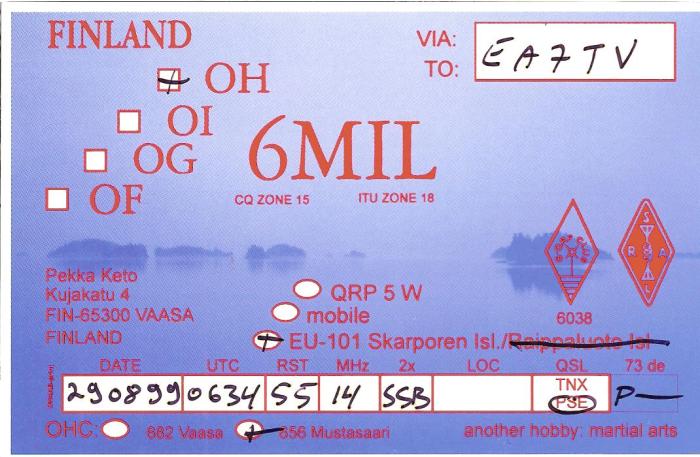 FINLAND
VIA:
TO:
EA7TV
OH
OI
OG
OF
6MIL
CQ ZONE 15 ITU ZONE 18
Pekka Keto
Kujakatu 4
FIN-65300 VAASA
FINLAND
QRP 5 W
mobile
EU-101 Skarporen Isl./Raippaluoto Isl
6038
S
R A
L
DATE UTC RST MHz 2x LOC QSL 73 de
290899 0634 55 14 SSB TNX
PSE P
OHC: 662 Vaasa 656 Mustasaari another hobby: martial arts